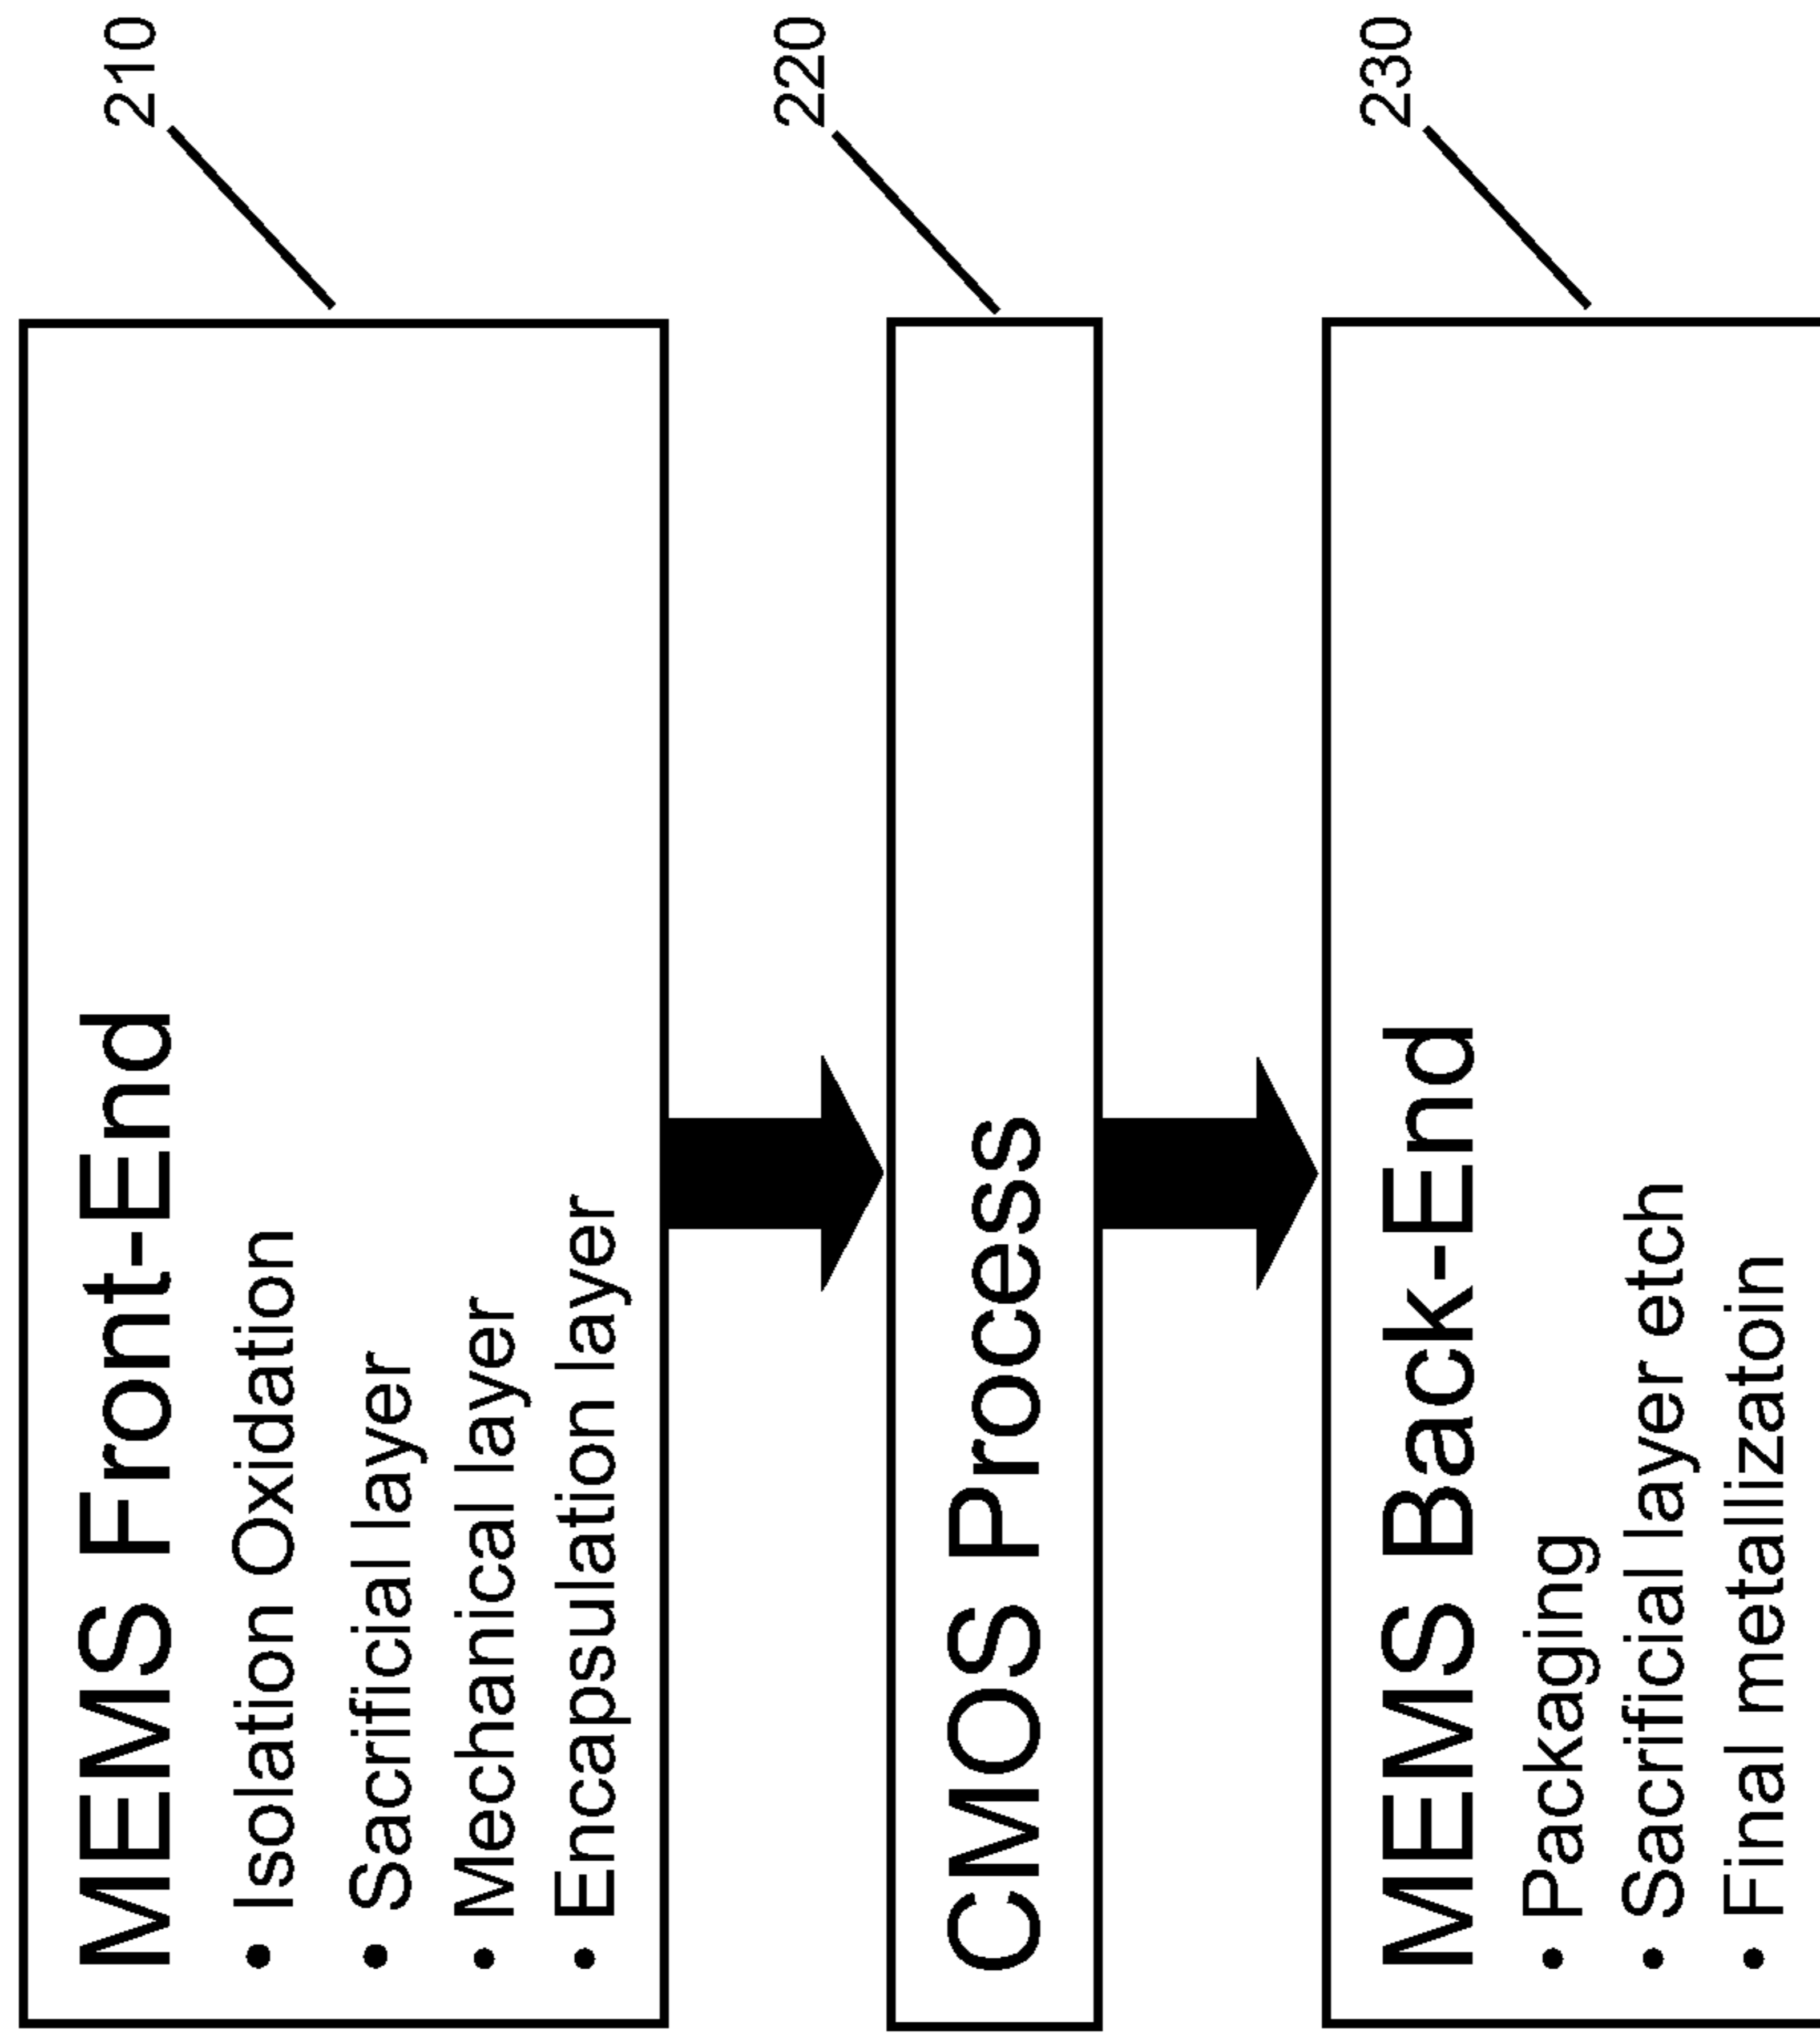 210
MEMS Front-End
• Isolation Oxidation
• Sacrificial layer
• Mechanical layer
• Encapsulation layer
220
CMOS Process
230
MEMS Back-End
• Packaging
• Sacrificial layer etch
• Final metallizatoin